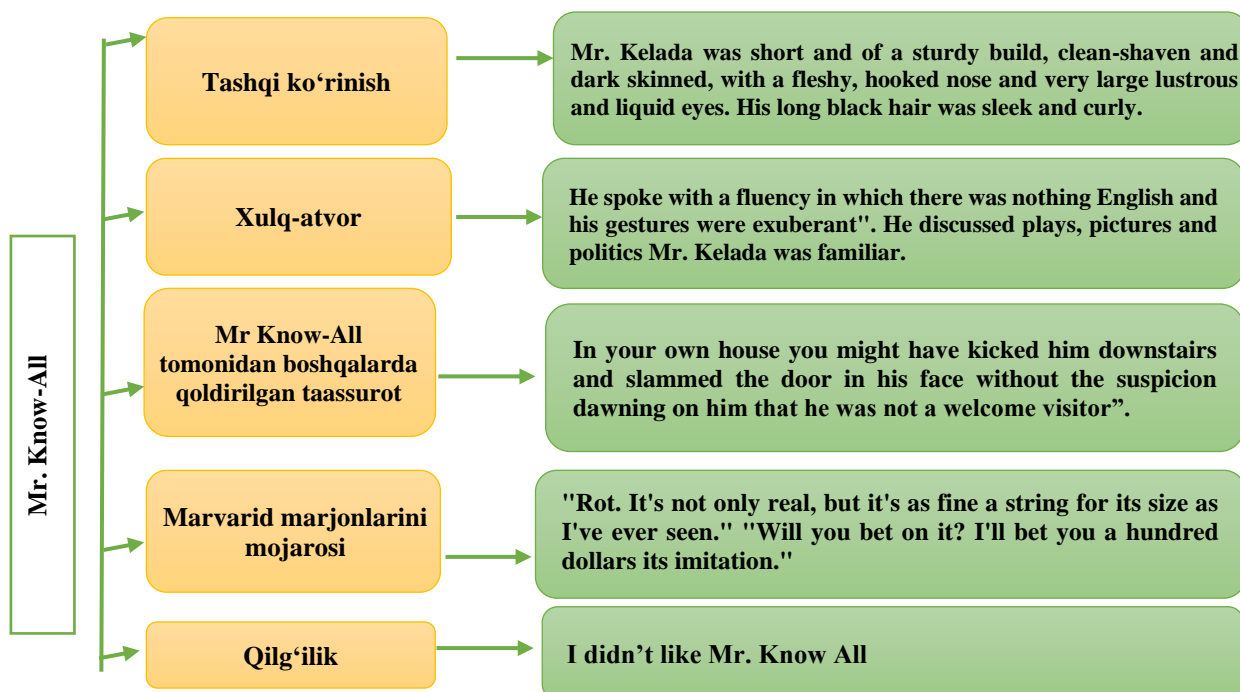 Mr. Know-All
Tashqi ko‘rinish
Mr. Kelada was short and of a sturdy build, clean-shaven and
dark skinned, with a fleshy, hooked nose and very large lustrous
and liquid eyes. His long black hair was sleek and curly.
Xulq-atvor
He spoke with a fluency in which there was nothing English and
his gestures were exuberant". He discussed plays, pictures and
politics Mr. Kelada was familiar.
Mr Know-All
tomonidan boshqalarda
qoldirilgan taassurot
In your own house you might have kicked him downstairs
and slammed the door in his face without the suspicion
dawning on him that he was not a welcome visitor”.
Marvarid marjonlarini
mojarosi
"Rot. It's not only real, but it's as fine a string for its size as
I've ever seen." "Will you bet on it? I'll bet you a hundred
dollars its imitation."
Qilg‘ilik
I didn’t like Mr. Know All